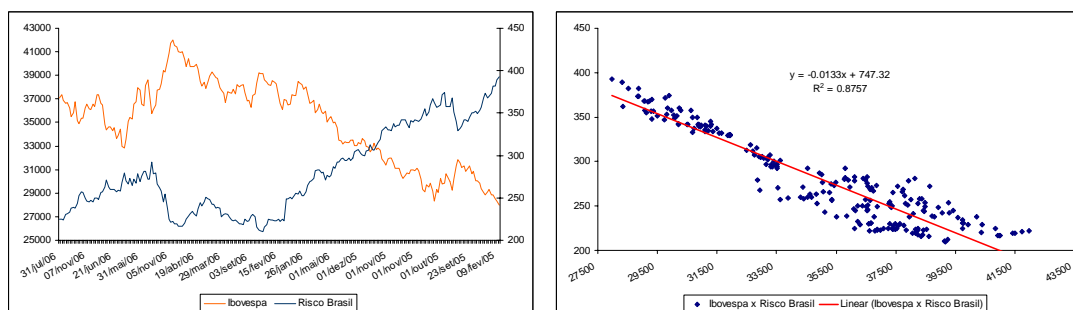 43000
41000
39000
37000
35000
33000
31000
29000
27000
25000
450
400
350
300
250
200
31/jul/06
07/nov/06
21/jun/06
31/mai/06
05/nov/06
19/abr/06
29/mar/06
03/set/06
15/fev/06
26/jan/06
01/mai/06
01/dez/05
01/nov/05
01/nov/05
01/out/05
23/set/05
09/fev/05
Ibovespa
Risco Brasil
450
400
350
300
250
200
y = -0.0133x + 747.32
R² = 0.8757
27500
29500
31500
33500
35500
37500
39500
41500
43500
Ibovespa x Risco Brasil
Linear (Ibovespa x Risco Brasil)